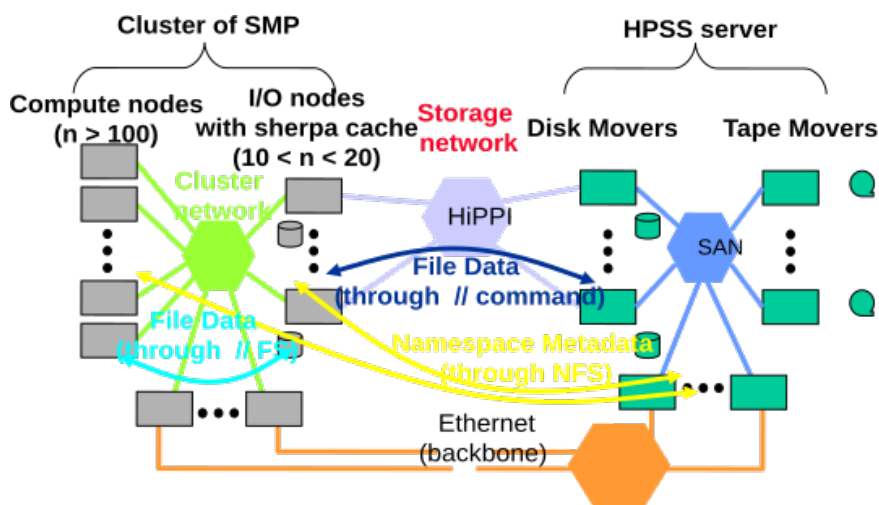 Cluster of SMP
HPSS server
Compute nodes
(n > 100)
I/O nodes
with sherpa cache
(10 < n < 20)
Storage
network
Disk Movers
Tape Movers
Cluster
network
HiPPI
SAN
File Data
(through // command)
File Data
(through // FS)
Namespace Metadata
(through NFS)
Ethernet
(backbone)